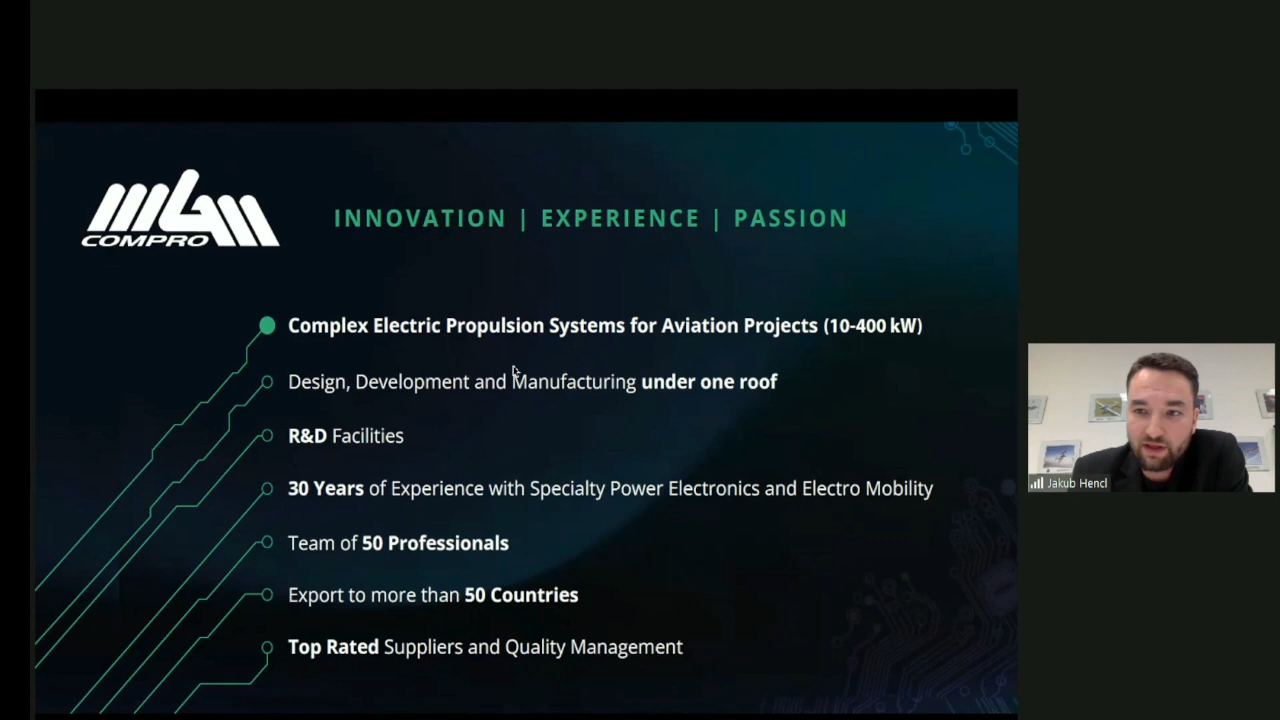 MGM
COMPRO
INNOVATION | EXPERIENCE | PASSION
Complex Electric Propulsion Systems for Aviation Projects (10-400 kW)
Design, Development and Manufacturing under one roof
R&D Facilities
30 Years of Experience with Specialty Power Electronics and Electro Mobility
Team of 50 Professionals
Export to more than 50 Countries
Top Rated Suppliers and Quality Management
Jakub Hencl